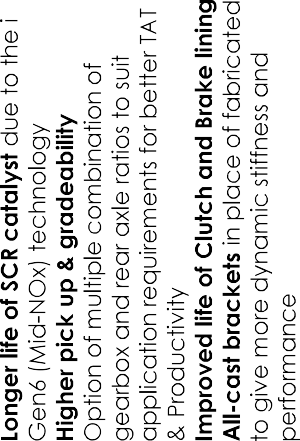 Longer life of SCR catalyst due to the i
Gen6 (Mid-NOx) technology
Higher pick up & gradeability
Option of multiple combination of
gearbox and rear axle ratios to suit
application requirements for better TAT
& Productivity
Improved life of Clutch and Brake lining
All-cast brackets in place of fabricated
to give more dynamic stiffness and
performance